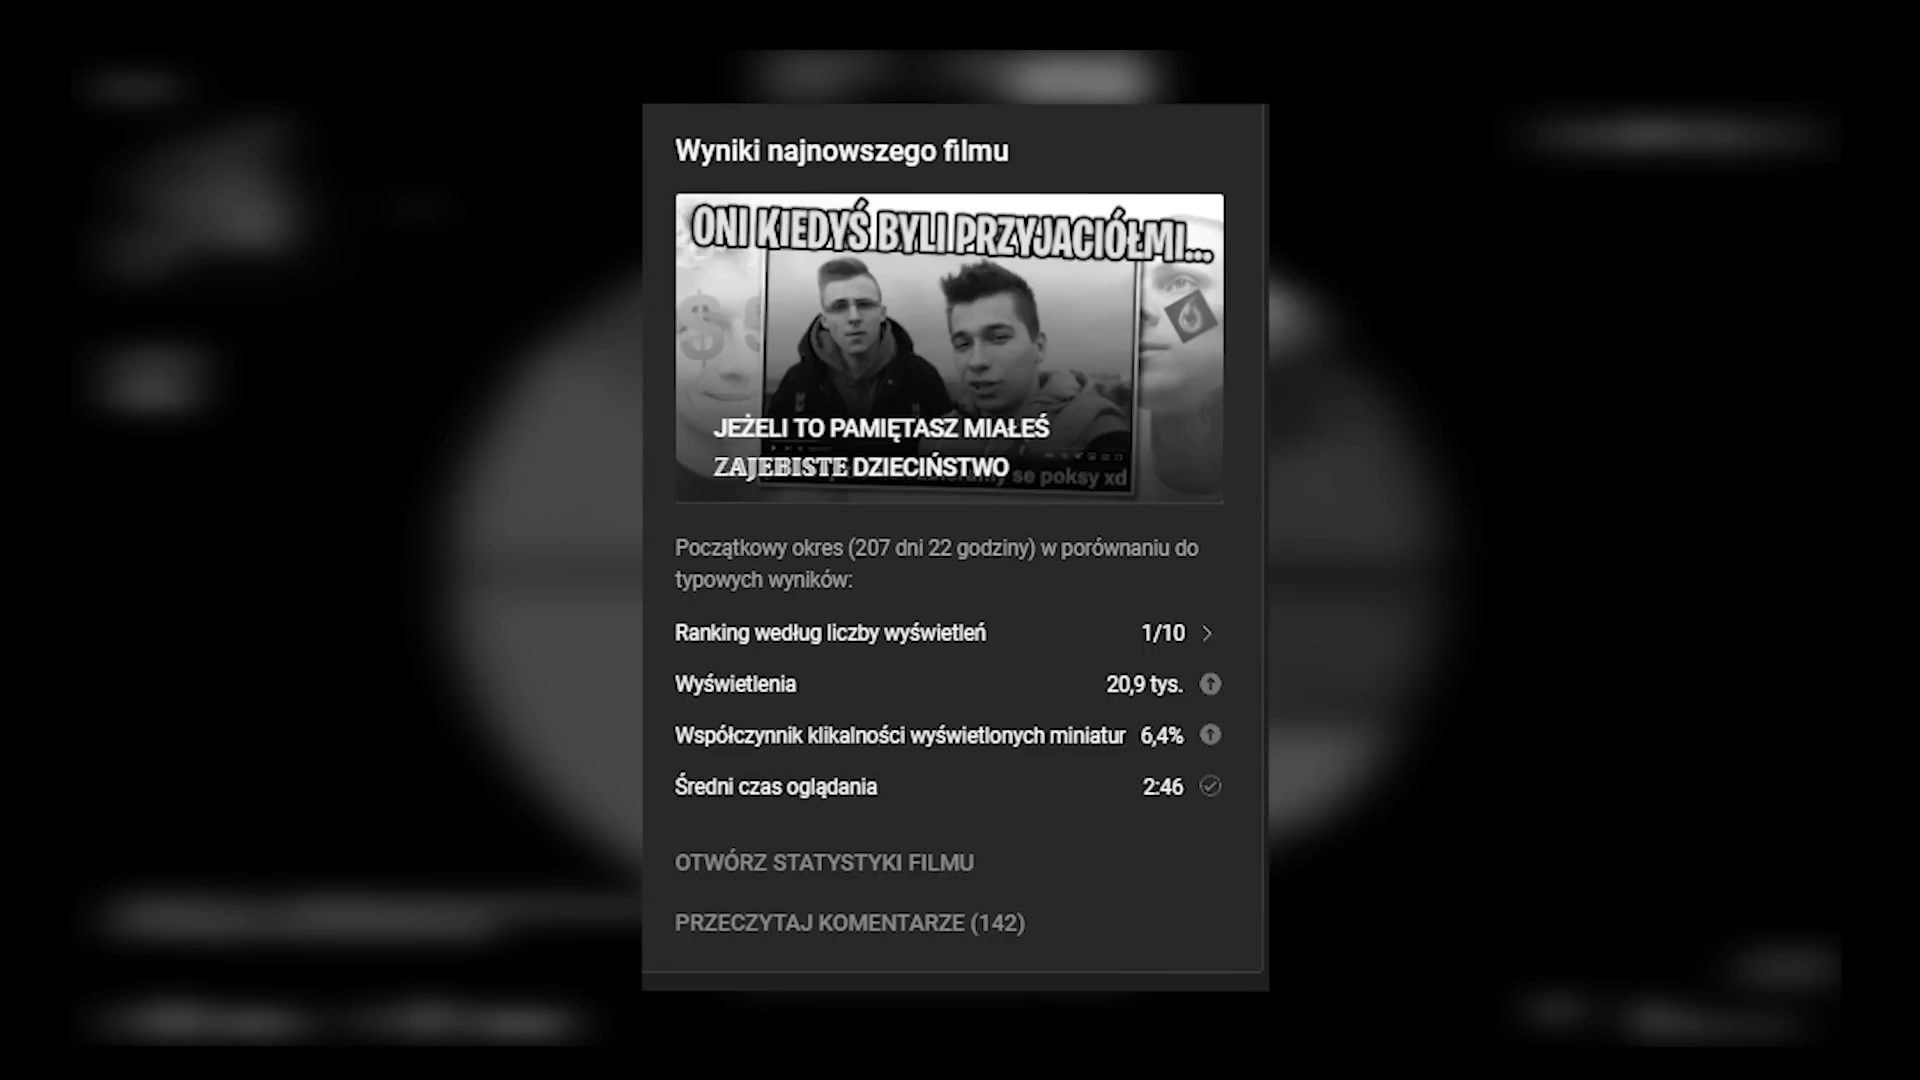 Wyniki najnowszego filmu
ONI KIEDYŚ BYLI PRZYJACIÓŁMI...
JEŻELI TO PAMIĘTASZ MIAŁEŚ
ZAJEBISTE DZIECIŃSTWO
se poksy xd
Początkowy okres (207 dni 22 godziny) w porównaniu do
typowych wyników:
Ranking według liczby wyświetleń 1/10
Wyświetlenia 20,9 tys.
Współczynnik klikalności wyświetlonych miniatur 6,4%
Średni czas oglądania 2:46
OTWÓRZ STATYSTYKI FILMU
PRZECZYTAJ KOMENTARZE (142)